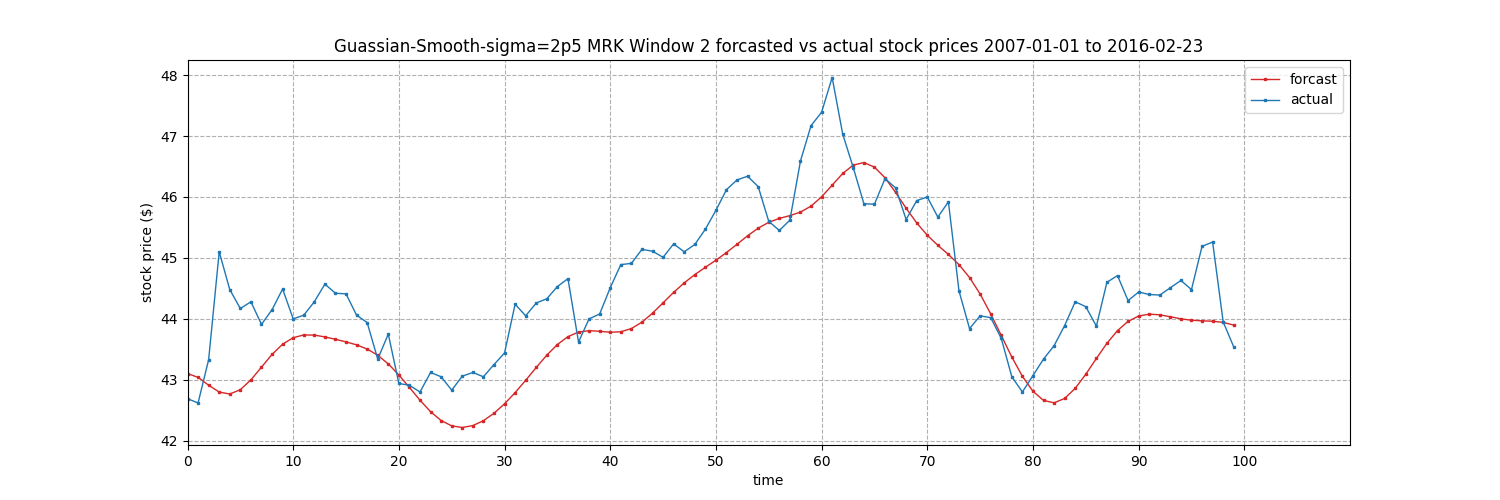 Guassian-Smooth-sigma=2p5 MRK Window 2 forcasted vs actual stock prices 2007-01-01 to 2016-02-23
forcast
actual
48
47
46
45
44
43
42
stock price ($)
0 10 20 30 40 50 60 70 80 90 100
time